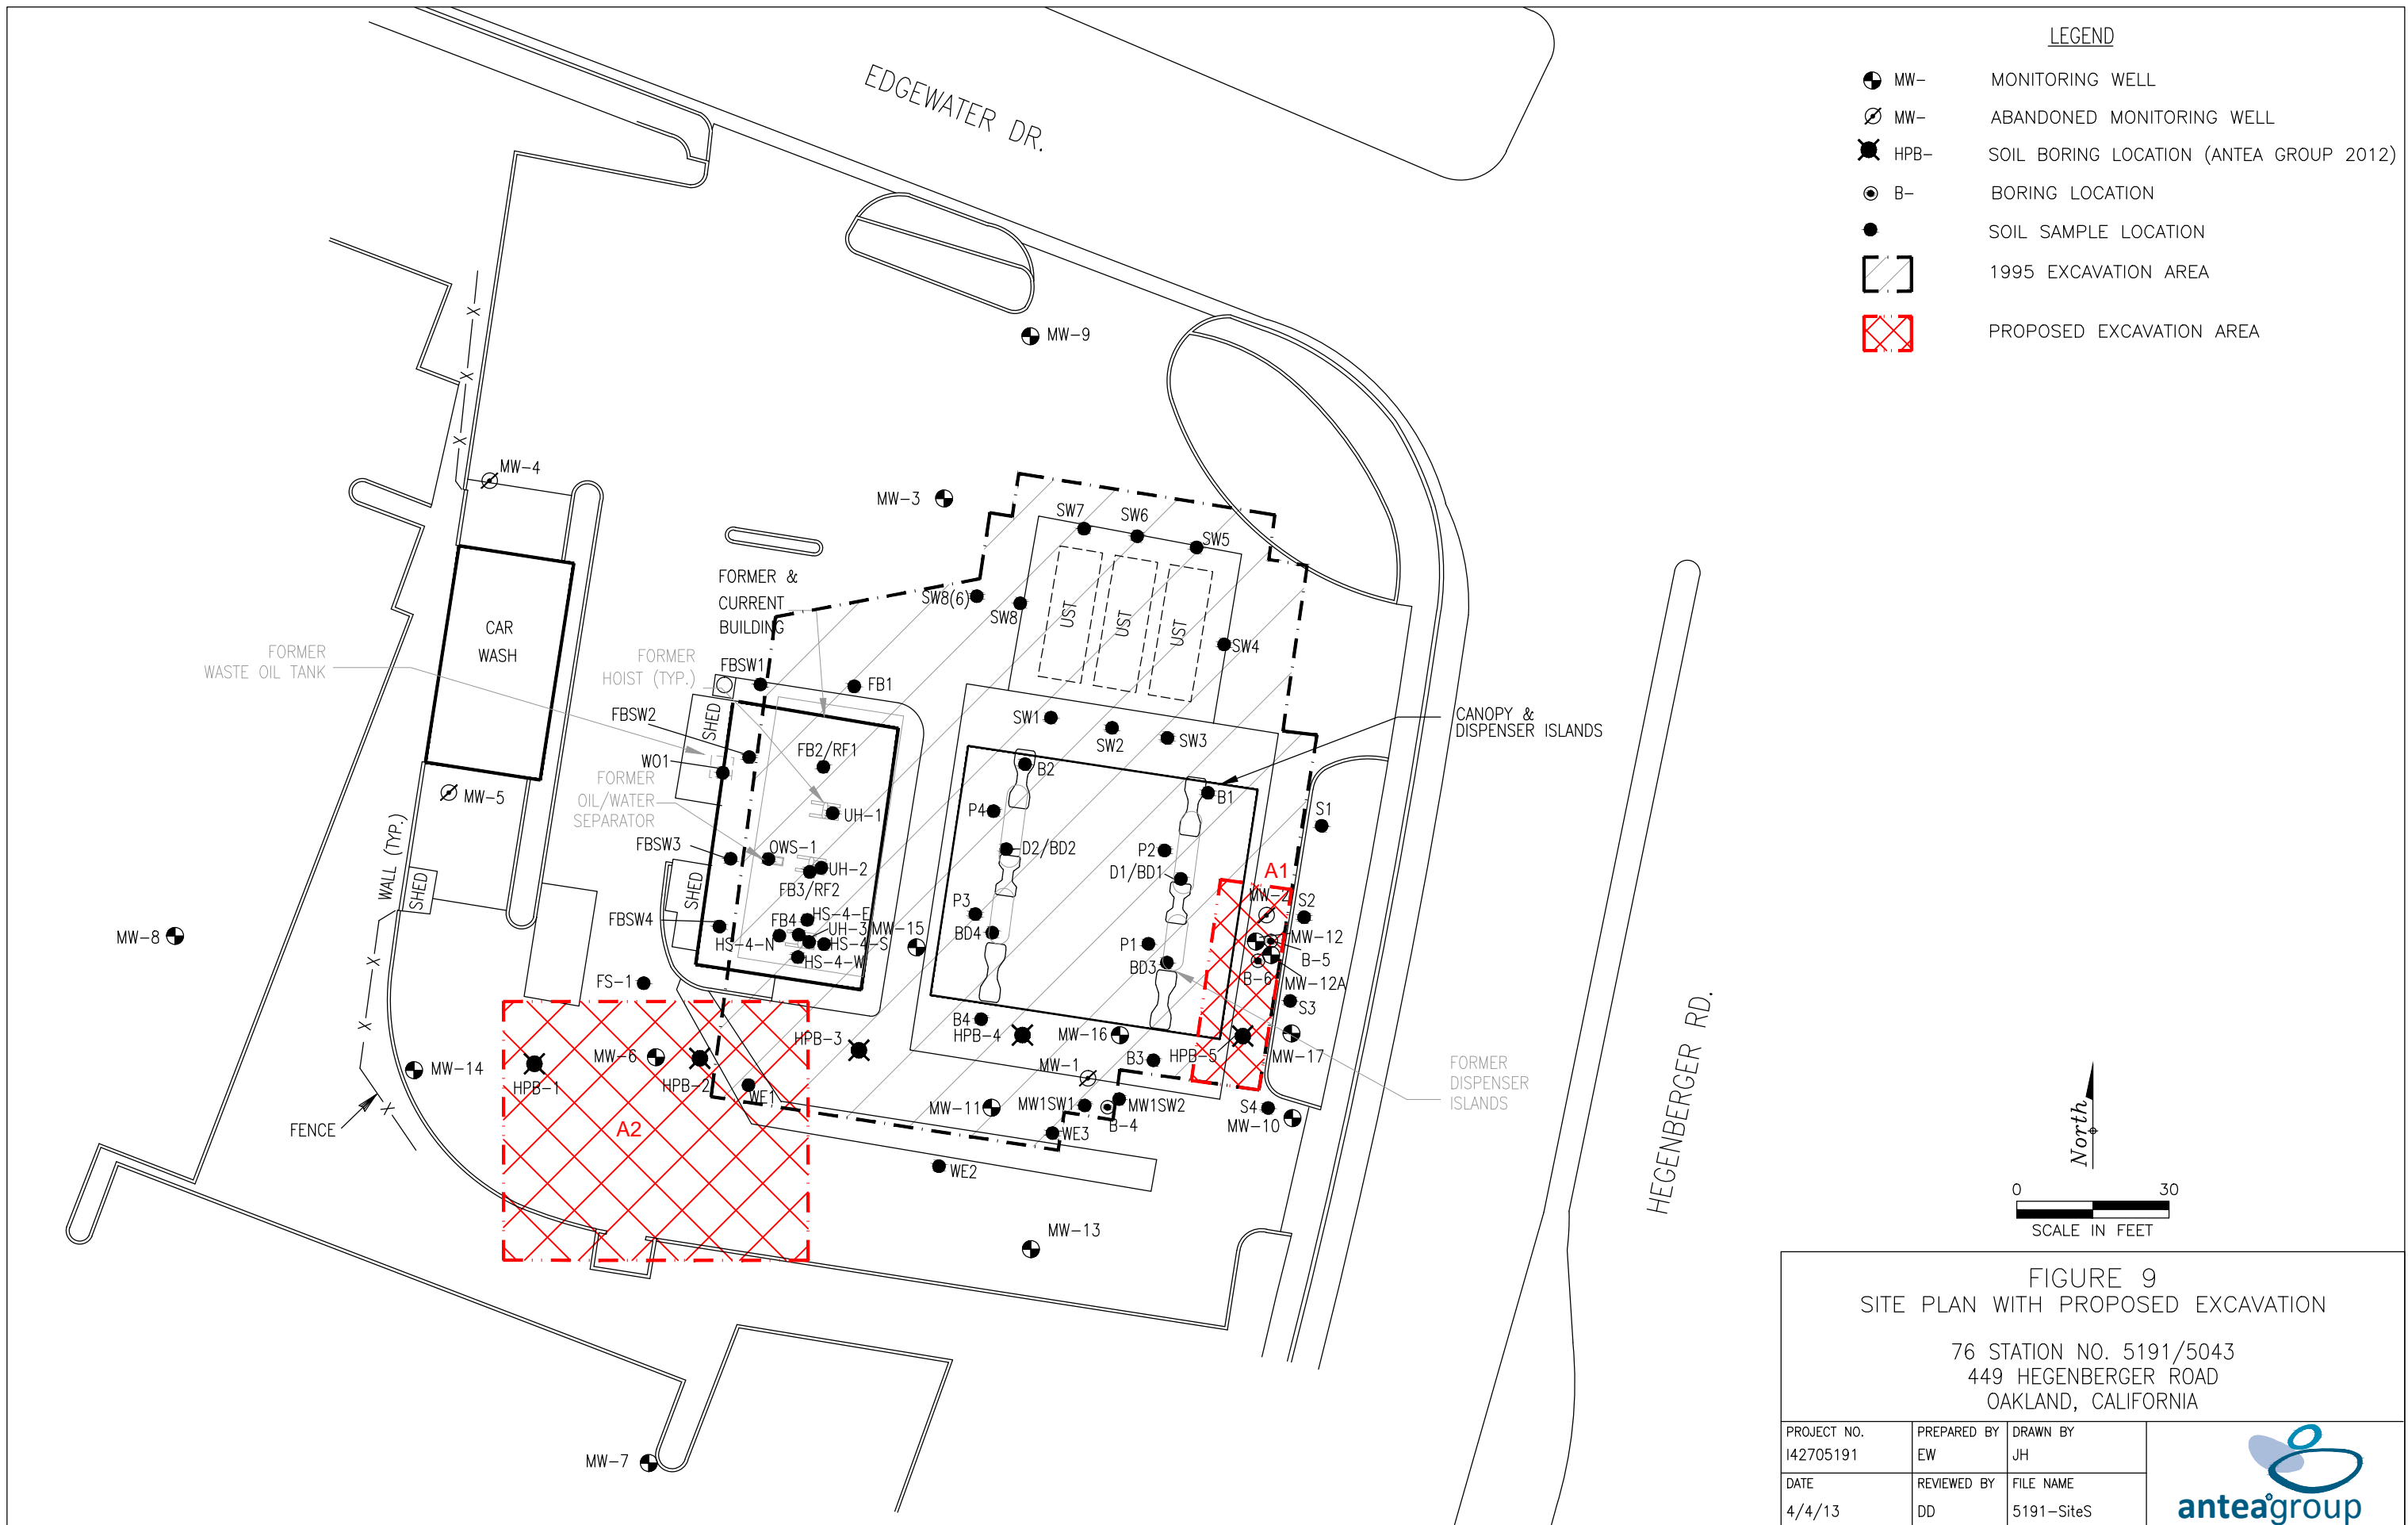 LEGEND
MW- MONITORING WELL
MW- ABANDONED MONITORING WELL
HPB- SOIL BORING LOCATION (ANTEA GROUP 2012)
B- BORING LOCATION
SOIL SAMPLE LOCATION
1995 EXCAVATION AREA
PROPOSED EXCAVATION AREA
EDGEWATER DR.
MW-9
X
X
X
MW-4
MW-3
SW7
SW6
SW5
FORMER &
CURRENT
BUILDING
SW8(6)
SW8
UST
UST
UST
SW4
CAR
WASH
FORMER
WASTE OIL TANK
FORMER
HOIST (TYP.)
FBSW1
FB1
FBSW2
SHED
SW1
SW2
SW3
CANOPY &
DISPENSER ISLANDS
WO1
FB2/RF1
B2
B1
FORMER
OIL/WATER
SEPARATOR
MW-5
UH-1
P4
S1
WALL (TYP.)
FBSW3
OWS-1
UH-2
FB3/RF2
D2/BD2
P2
D1/BD1
A1
SHED
SHED
MW-2
S2
P3
FBSW4
FB4
HS-4-E
UH-3
MW-15
HS-4-N
HS-4-S
HS-4-W
BD4
P1
BD3
MW-12
B-5
B-6
MW-12A
S3
MW-8
X
FS-1
X
B4
HPB-4
HPB-3
MW-16
HPB-5
MW-17
MW-14
HPB-1
MW-6
HPB-2
MW-1
B3
FORMER
DISPENSER
ISLANDS
WE1
MW-11
MW1SW1
MW1SW2
B-4
S4
MW-10
X
FENCE
A2
WE3
WE2
MW-13
HEGENBERGER RD.
MW-7
North
0 30
SCALE IN FEET
FIGURE 9
SITE PLAN WITH PROPOSED EXCAVATION
76 STATION NO. 5191/5043
449 HEGENBERGER ROAD
OAKLAND, CALIFORNIA
PROJECT NO. PREPARED BY DRAWN BY
I42705191 EW JH
DATE REVIEWED BY FILE NAME
4/4/13 DD 5191-SiteS
anteagroup